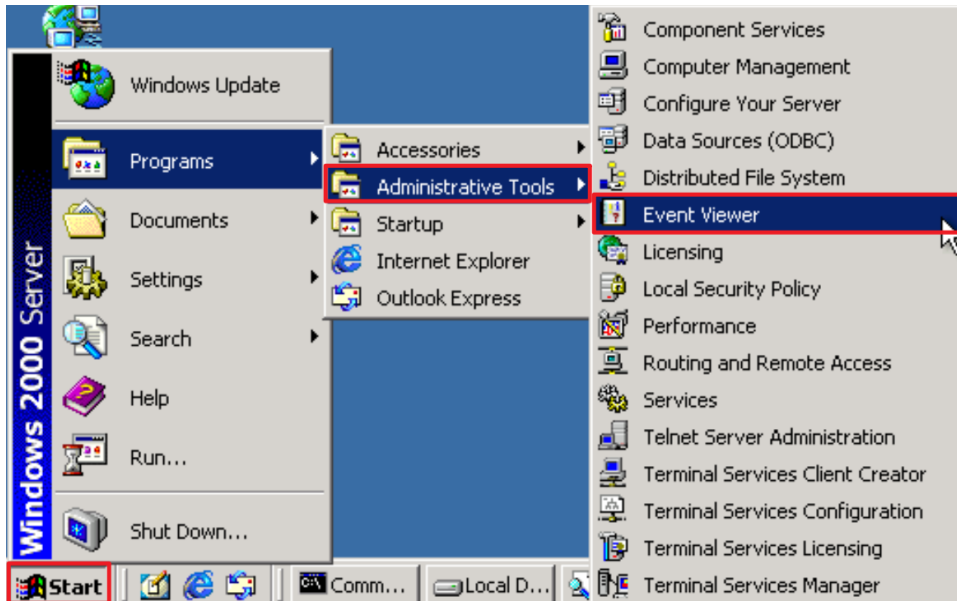 Windows 2000 Server
Windows Update
Programs
Documents
Settings
Search
Help
Run...
Shut Down...
Accessories
Administrative Tools
Startup
Internet Explorer
Outlook Express
Component Services
Computer Management
Configure Your Server
Data Sources (ODBC)
Distributed File System
Event Viewer
Licensing
Local Security Policy
Performance
Routing and Remote Access
Services
Telnet Server Administration
Terminal Services Client Creator
Terminal Services Configuration
Terminal Services Licensing
Terminal Services Manager
Start
Comm...
Local D...